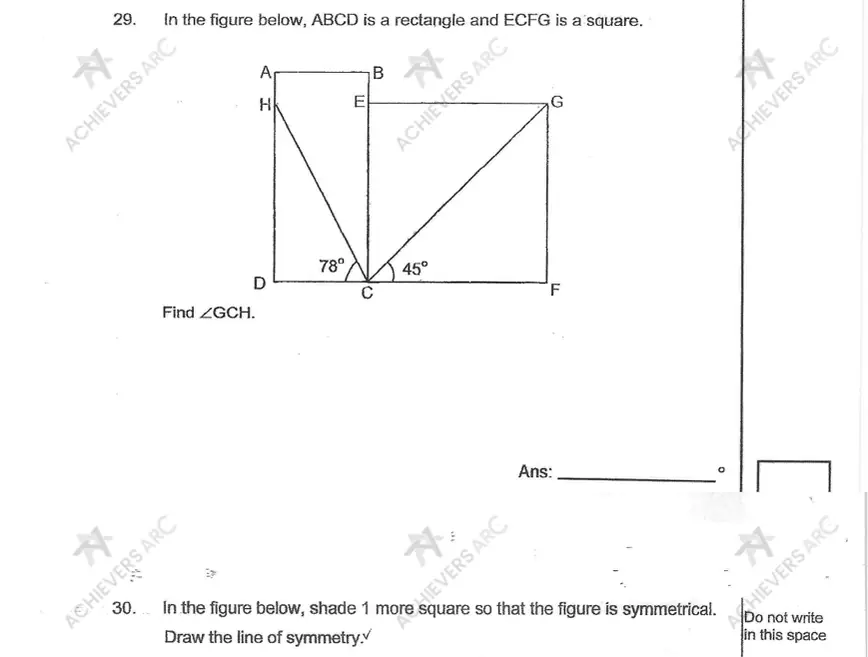 29. In the figure below, ABCD is a rectangle and ECFG is a square.
ACHIEVERS ARC
ACHIEVERS ARC
ACHIEVERS ARC
A
B
H
E
G
78°
45°
D
C
F
Find ∠GCH.
Ans: ____________ °
ACHIEVERS ARC
ACHIEVERS ARC
ACHIEVERS ARC
30. In the figure below, shade 1 more square so that the figure is symmetrical.
Draw the line of symmetry.✓
Do not write
in this space